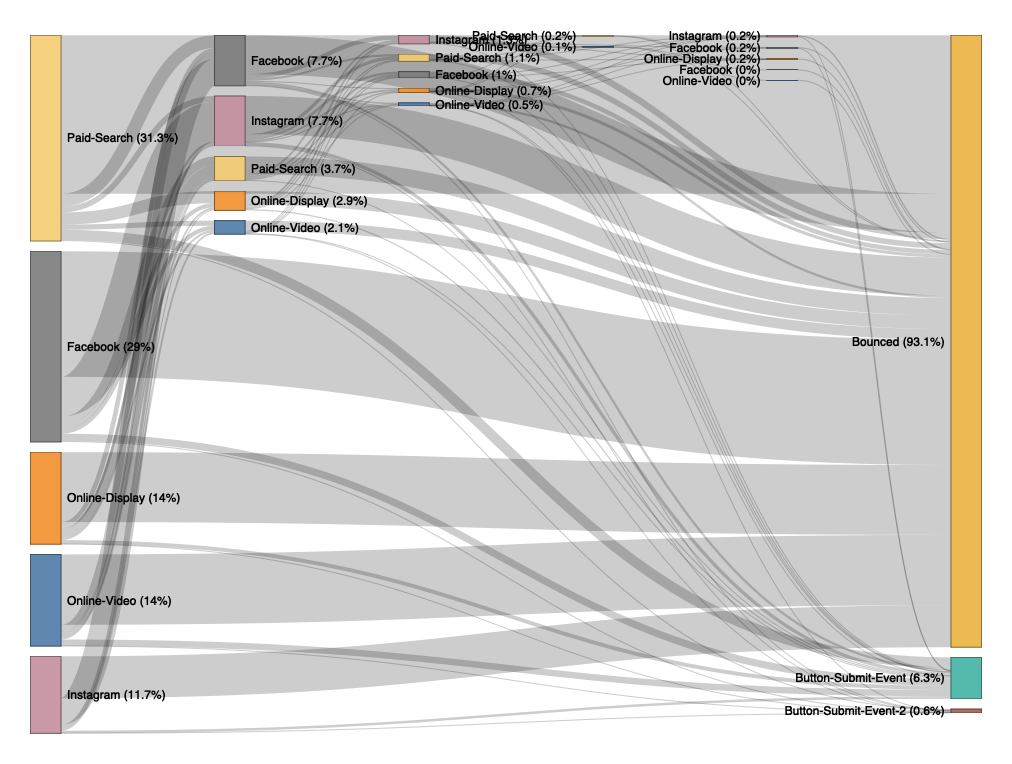 Paid-Search (31.3%)
Facebook (29%)
Online-Display (14%)
Online-Video (14%)
Instagram (11.7%)
Facebook (7.7%)
Instagram (7.7%)
Paid-Search (3.7%)
Online-Display (2.9%)
Online-Video (2.1%)
Instagram
Paid-Search (1.1%)
Facebook (1%)
Online-Display (0.7%)
Online-Video (0.5%)
Paid-Search (0.2%)
Online-Video (0.1%)
Instagram (0.2%)
Facebook (0.2%)
Online-Display (0.2%)
Facebook (0%)
Online-Video (0%)
Bounced (93.1%)
Button-Submit-Event (6.3%)
Button-Submit-Event-2 (0.6%)